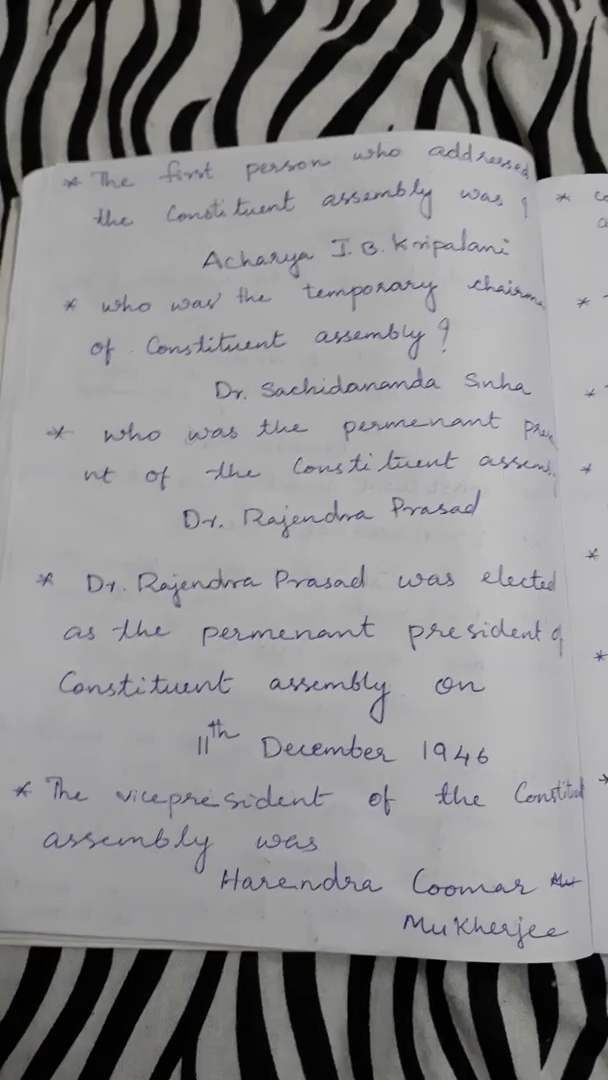 * The first person who addressed
the Constituent assembly was ?
Acharya J. B. Kripalani
* who was the temporary chairm
of Constituent assembly ?
Dr. Sachidananda Sinha
* who was the permenant pres
nt of the Constituent assem
Dr. Rajendra Prasad
* Dr. Rajendra Prasad was elected
as the permenant president of
Constituent assembly on
11th December 1946
* The vicepresident of the Constitu
assembly was
Harendra Coomar
Mukherjee